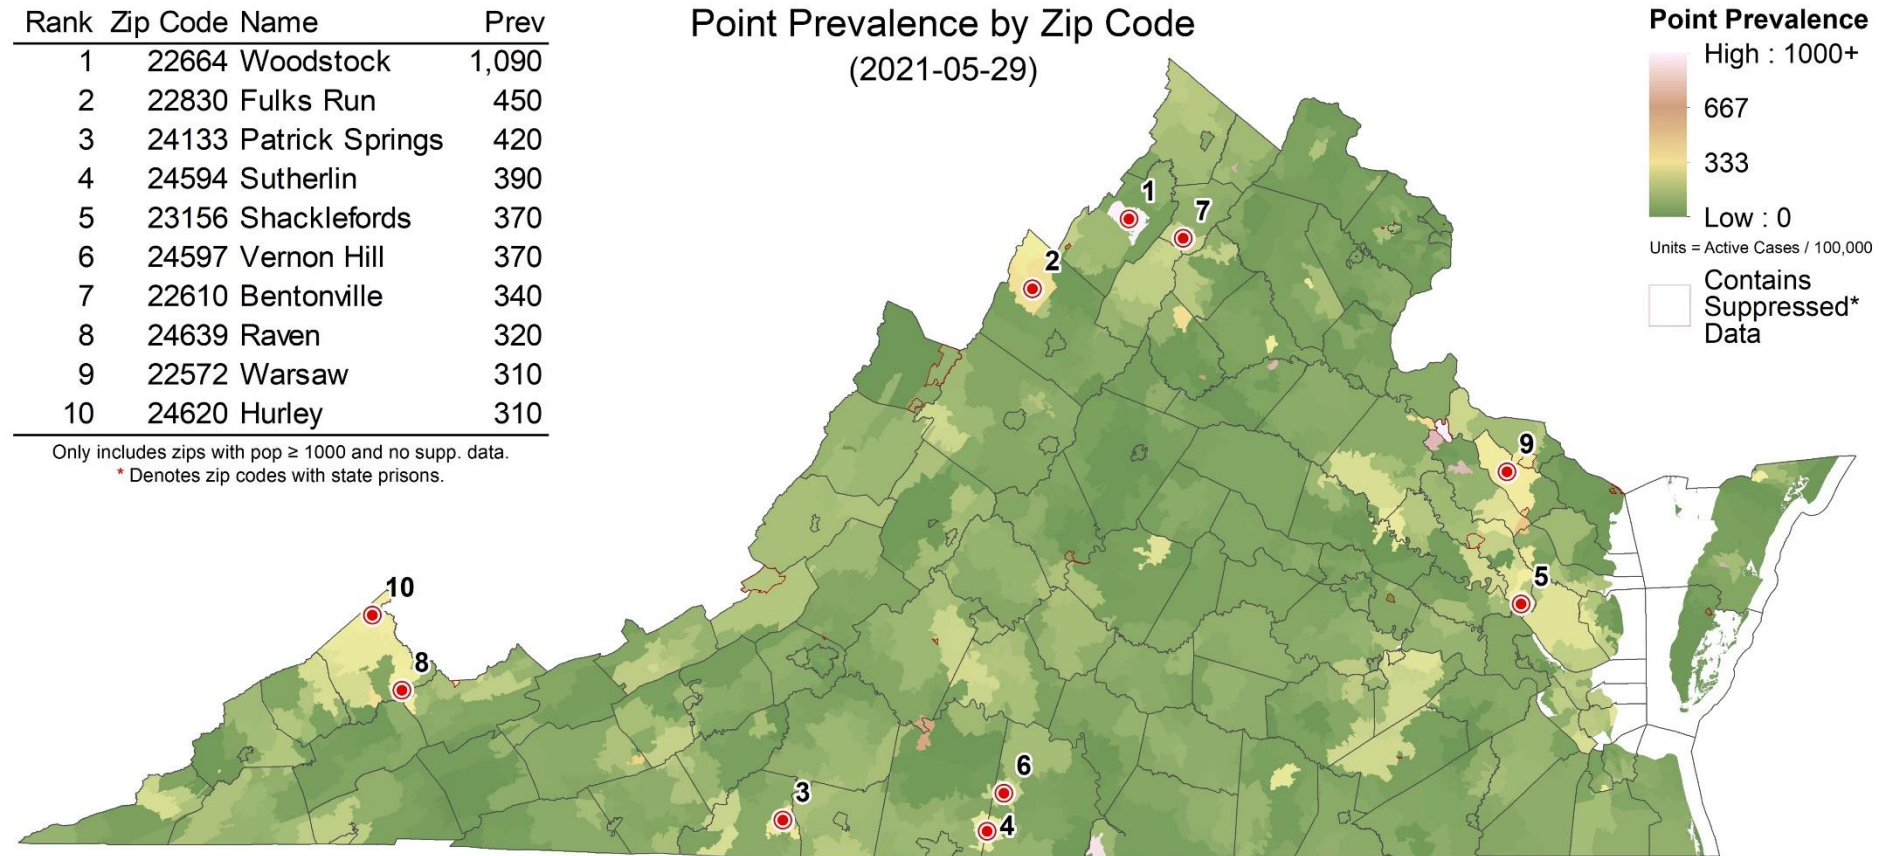 Rank Zip Code Name Prev
1 22664 Woodstock 1,090
2 22830 Fulks Run 450
3 24133 Patrick Springs 420
4 24594 Sutherlin 390
5 23156 Shacklefords 370
6 24597 Vernon Hill 370
7 22610 Bentonville 340
8 24639 Raven 320
9 22572 Warsaw 310
10 24620 Hurley 310
Only includes zips with pop ≥ 1000 and no supp. data.
* Denotes zip codes with state prisons.
Point Prevalence by Zip Code
(2021-05-29)
Point Prevalence
High : 1000+
667
333
Low : 0
Units = Active Cases / 100,000
Contains
Suppressed*
Data
1
7
2
9
5
10
8
6
3
4